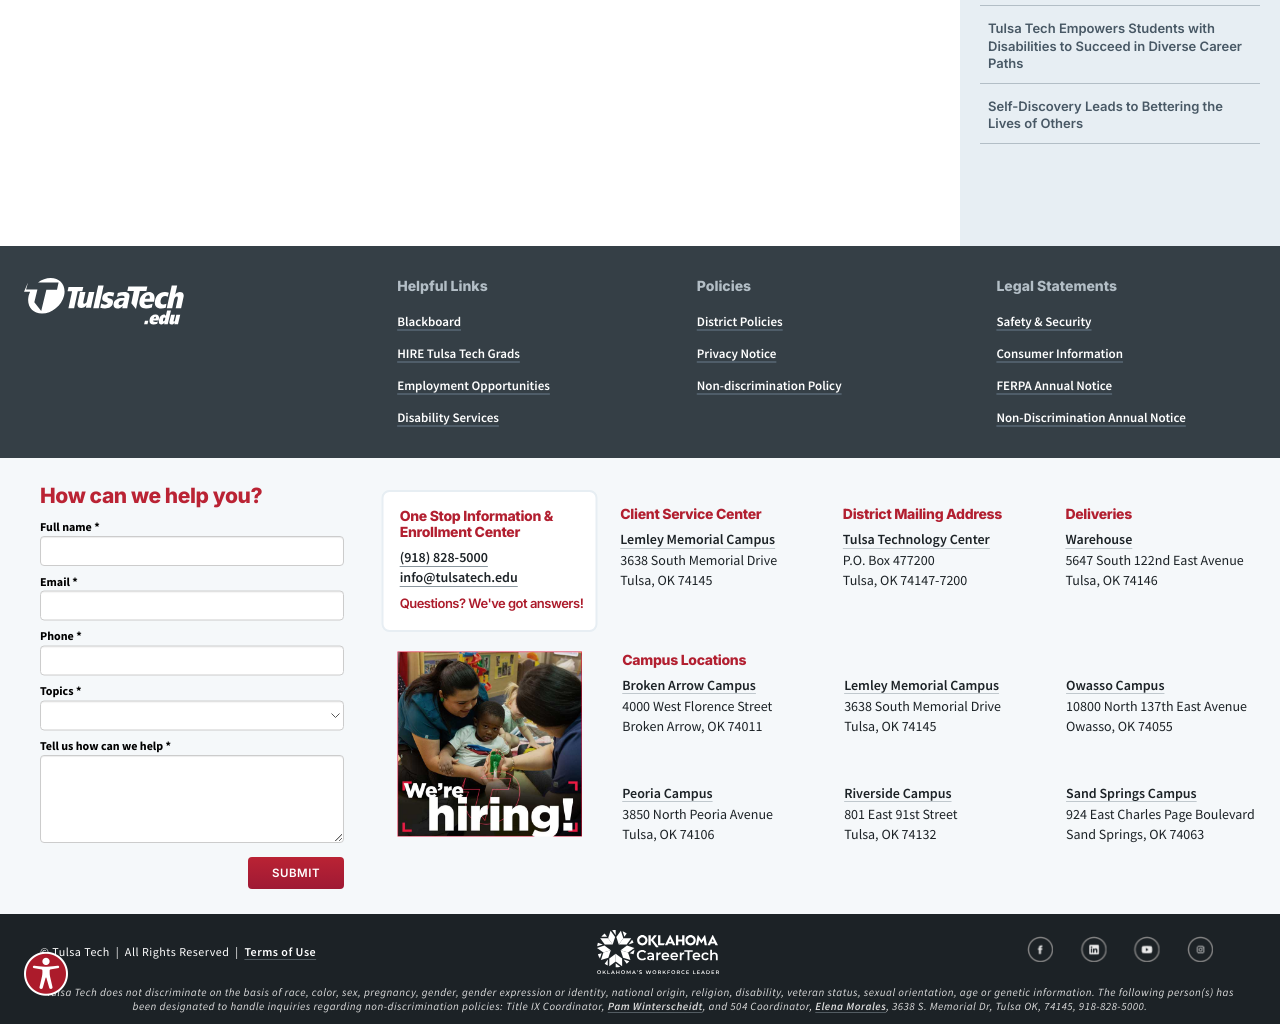 Tulsa Tech Empowers Students with
Disabilities to Succeed in Diverse Career
Paths
Self-Discovery Leads to Bettering the
Lives of Others
TulsaTech
.edu
Helpful Links
Blackboard
HIRE Tulsa Tech Grads
Employment Opportunities
Disability Services
Policies
District Policies
Privacy Notice
Non-discrimination Policy
Legal Statements
Safety & Security
Consumer Information
FERPA Annual Notice
Non-Discrimination Annual Notice
How can we help you?
Full name *
Email *
Phone *
Topics *
Tell us how can we help *
SUBMIT
One Stop Information &
Enrollment Center
(918) 828-5000
info@tulsatech.edu
Questions? We've got answers!
We're
hiring!
Client Service Center
Lemley Memorial Campus
3638 South Memorial Drive
Tulsa, OK 74145
District Mailing Address
Tulsa Technology Center
P.O. Box 477200
Tulsa, OK 74147-7200
Deliveries
Warehouse
5647 South 122nd East Avenue
Tulsa, OK 74146
Campus Locations
Broken Arrow Campus
4000 West Florence Street
Broken Arrow, OK 74011
Lemley Memorial Campus
3638 South Memorial Drive
Tulsa, OK 74145
Owasso Campus
10800 North 137th East Avenue
Owasso, OK 74055
Peoria Campus
3850 North Peoria Avenue
Tulsa, OK 74106
Riverside Campus
801 East 91st Street
Tulsa, OK 74132
Sand Springs Campus
924 East Charles Page Boulevard
Sand Springs, OK 74063
© Tulsa Tech | All Rights Reserved | Terms of Use
OKLAHOMA
CareerTech
OKLAHOMA'S WORKFORCE LEADER
Tulsa Tech does not discriminate on the basis of race, color, sex, pregnancy, gender, gender expression or identity, national origin, religion, disability, veteran status, sexual orientation, age or genetic information. The following person(s) has
been designated to handle inquiries regarding non-discrimination policies: Title IX Coordinator, Pam Winterscheidt, and 504 Coordinator, Elena Morales, 3638 S. Memorial Dr, Tulsa OK, 74145, 918-828-5000.